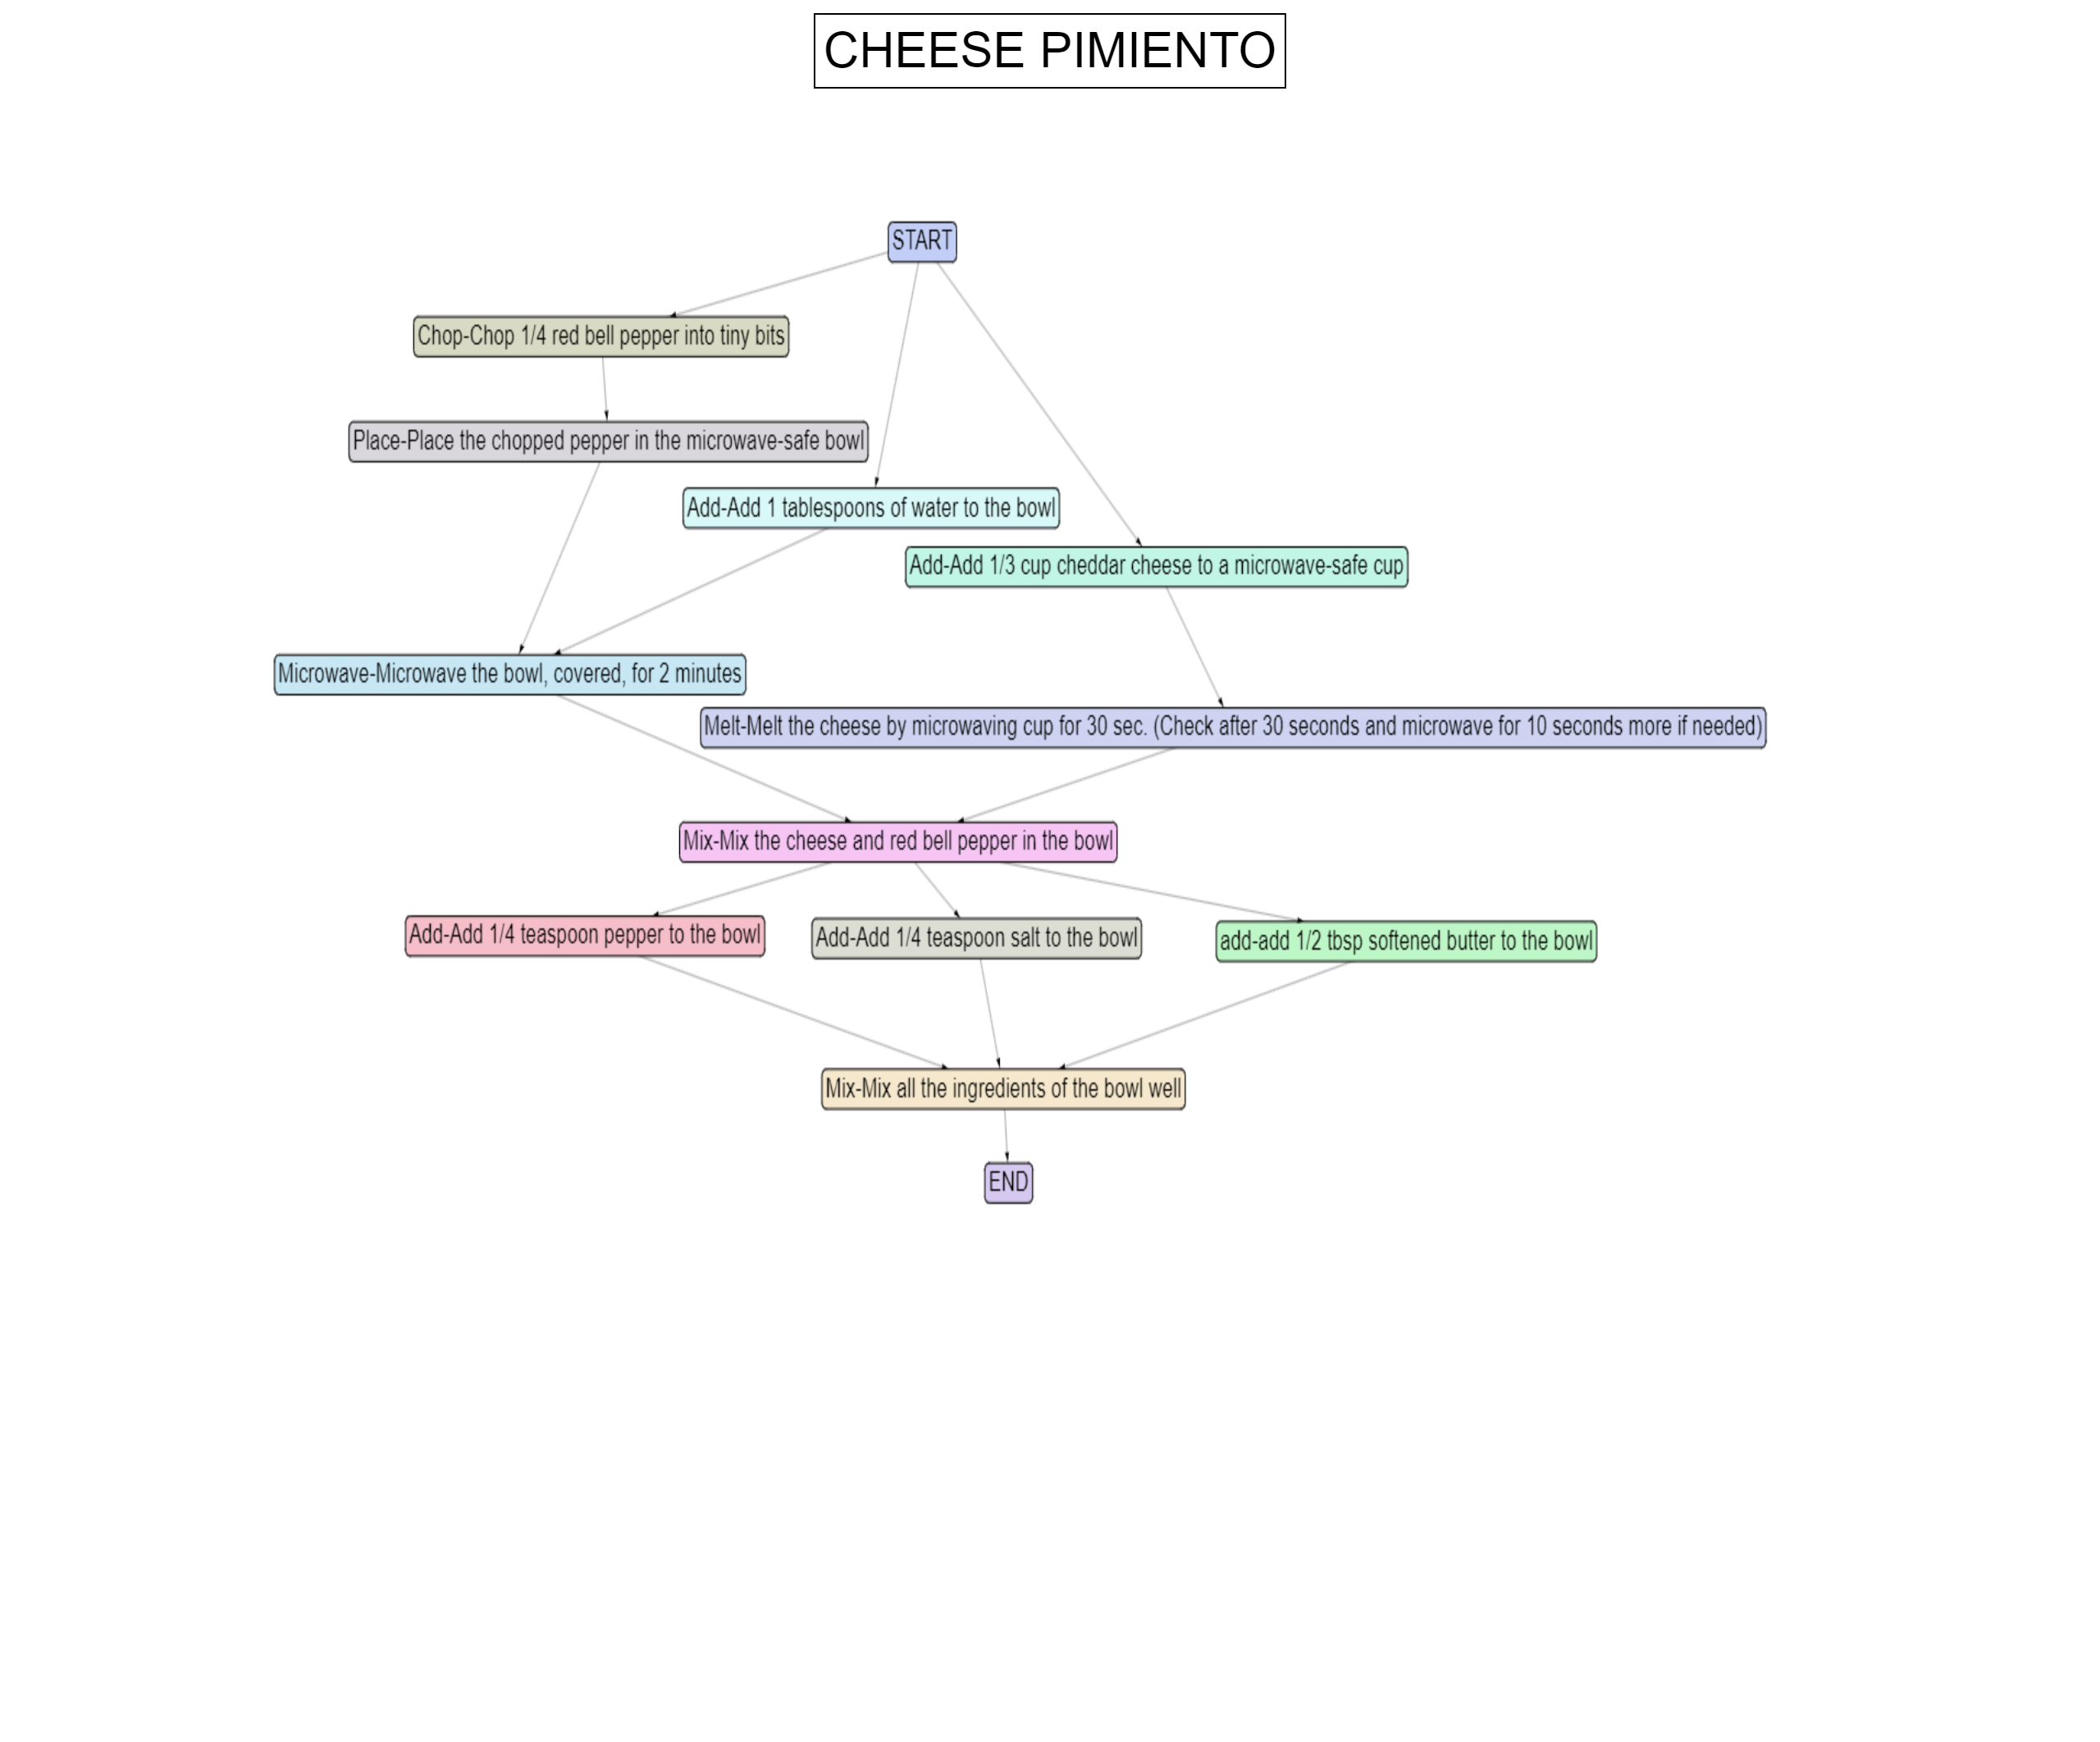 CHEESE PIMIENTO
START
Chop-Chop 1/4 red bell pepper into tiny bits
Place-Place the chopped pepper in the microwave-safe bowl
Add-Add 1 tablespoons of water to the bowl
Add-Add 1/3 cup cheddar cheese to a microwave-safe cup
Microwave-Microwave the bowl, covered, for 2 minutes
Melt-Melt the cheese by microwaving cup for 30 sec. (Check after 30 seconds and microwave for 10 seconds more if needed)
Mix-Mix the cheese and red bell pepper in the bowl
Add-Add 1/4 teaspoon pepper to the bowl
Add-Add 1/4 teaspoon salt to the bowl
add-add 1/2 tbsp softened butter to the bowl
Mix-Mix all the ingredients of the bowl well
END